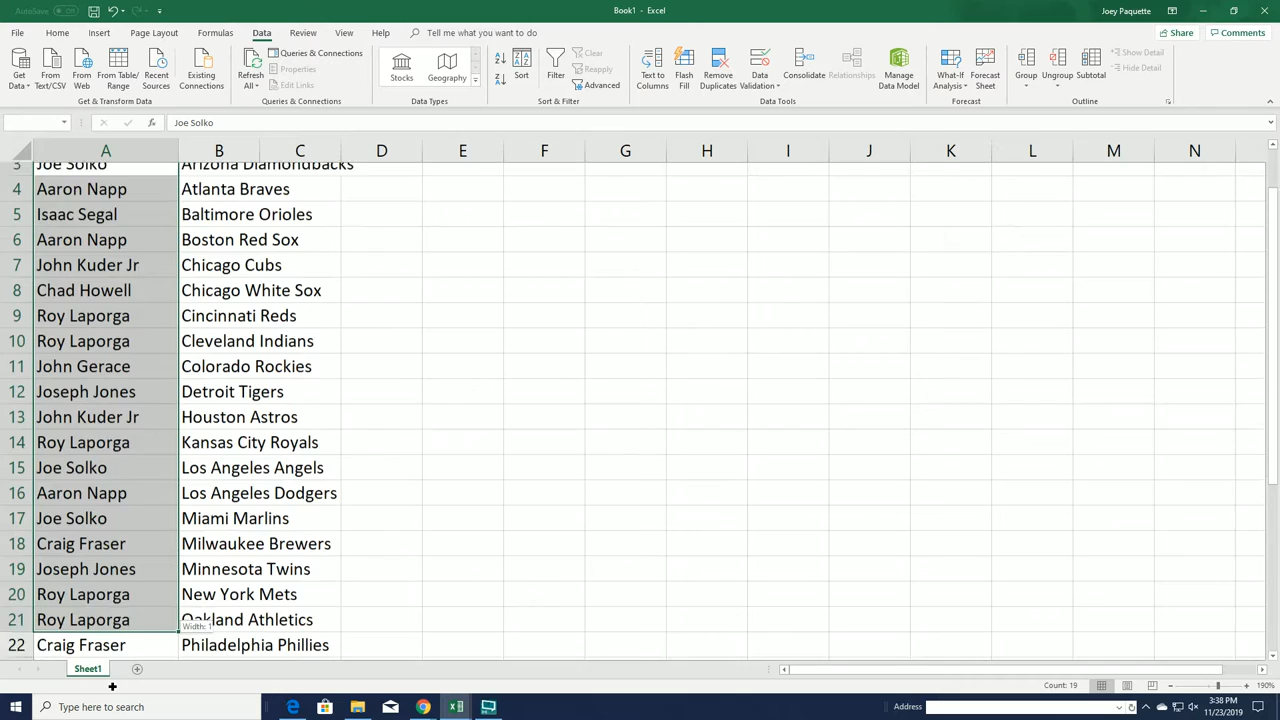 AutoSave Off Book1 - Excel Joey Paquette
File Home Insert Page Layout Formulas Data Review View Help Tell me what you want to do Share Comments
Get Data From Text/CSV From Web From Table/Range Recent Sources Existing Connections
Get & Transform Data
Refresh All Queries & Connections Properties Edit Links
Queries & Connections
Stocks Geography
Data Types
Sort Filter Clear Reapply Advanced
Sort & Filter
Text to Columns Flash Fill Remove Duplicates Data Validation Consolidate Relationships Manage Data Model
Data Tools
What-If Analysis Forecast Sheet
Forecast
Group Ungroup Subtotal Show Detail Hide Detail
Outline
Joe Solko
A B C D E F G H I J K L M N
3 Joe Solko Arizona Diamondbacks
4 Aaron Napp Atlanta Braves
5 Isaac Segal Baltimore Orioles
6 Aaron Napp Boston Red Sox
7 John Kuder Jr Chicago Cubs
8 Chad Howell Chicago White Sox
9 Roy Laporga Cincinnati Reds
10 Roy Laporga Cleveland Indians
11 John Gerace Colorado Rockies
12 Joseph Jones Detroit Tigers
13 John Kuder Jr Houston Astros
14 Roy Laporga Kansas City Royals
15 Joe Solko Los Angeles Angels
16 Aaron Napp Los Angeles Dodgers
17 Joe Solko Miami Marlins
18 Craig Fraser Milwaukee Brewers
19 Joseph Jones Minnesota Twins
20 Roy Laporga New York Mets
21 Roy Laporga Oakland Athletics
Width: 1
22 Craig Fraser Philadelphia Phillies
Sheet1
Count: 19 190%
Type here to search Address 3:38 PM
11/23/2019